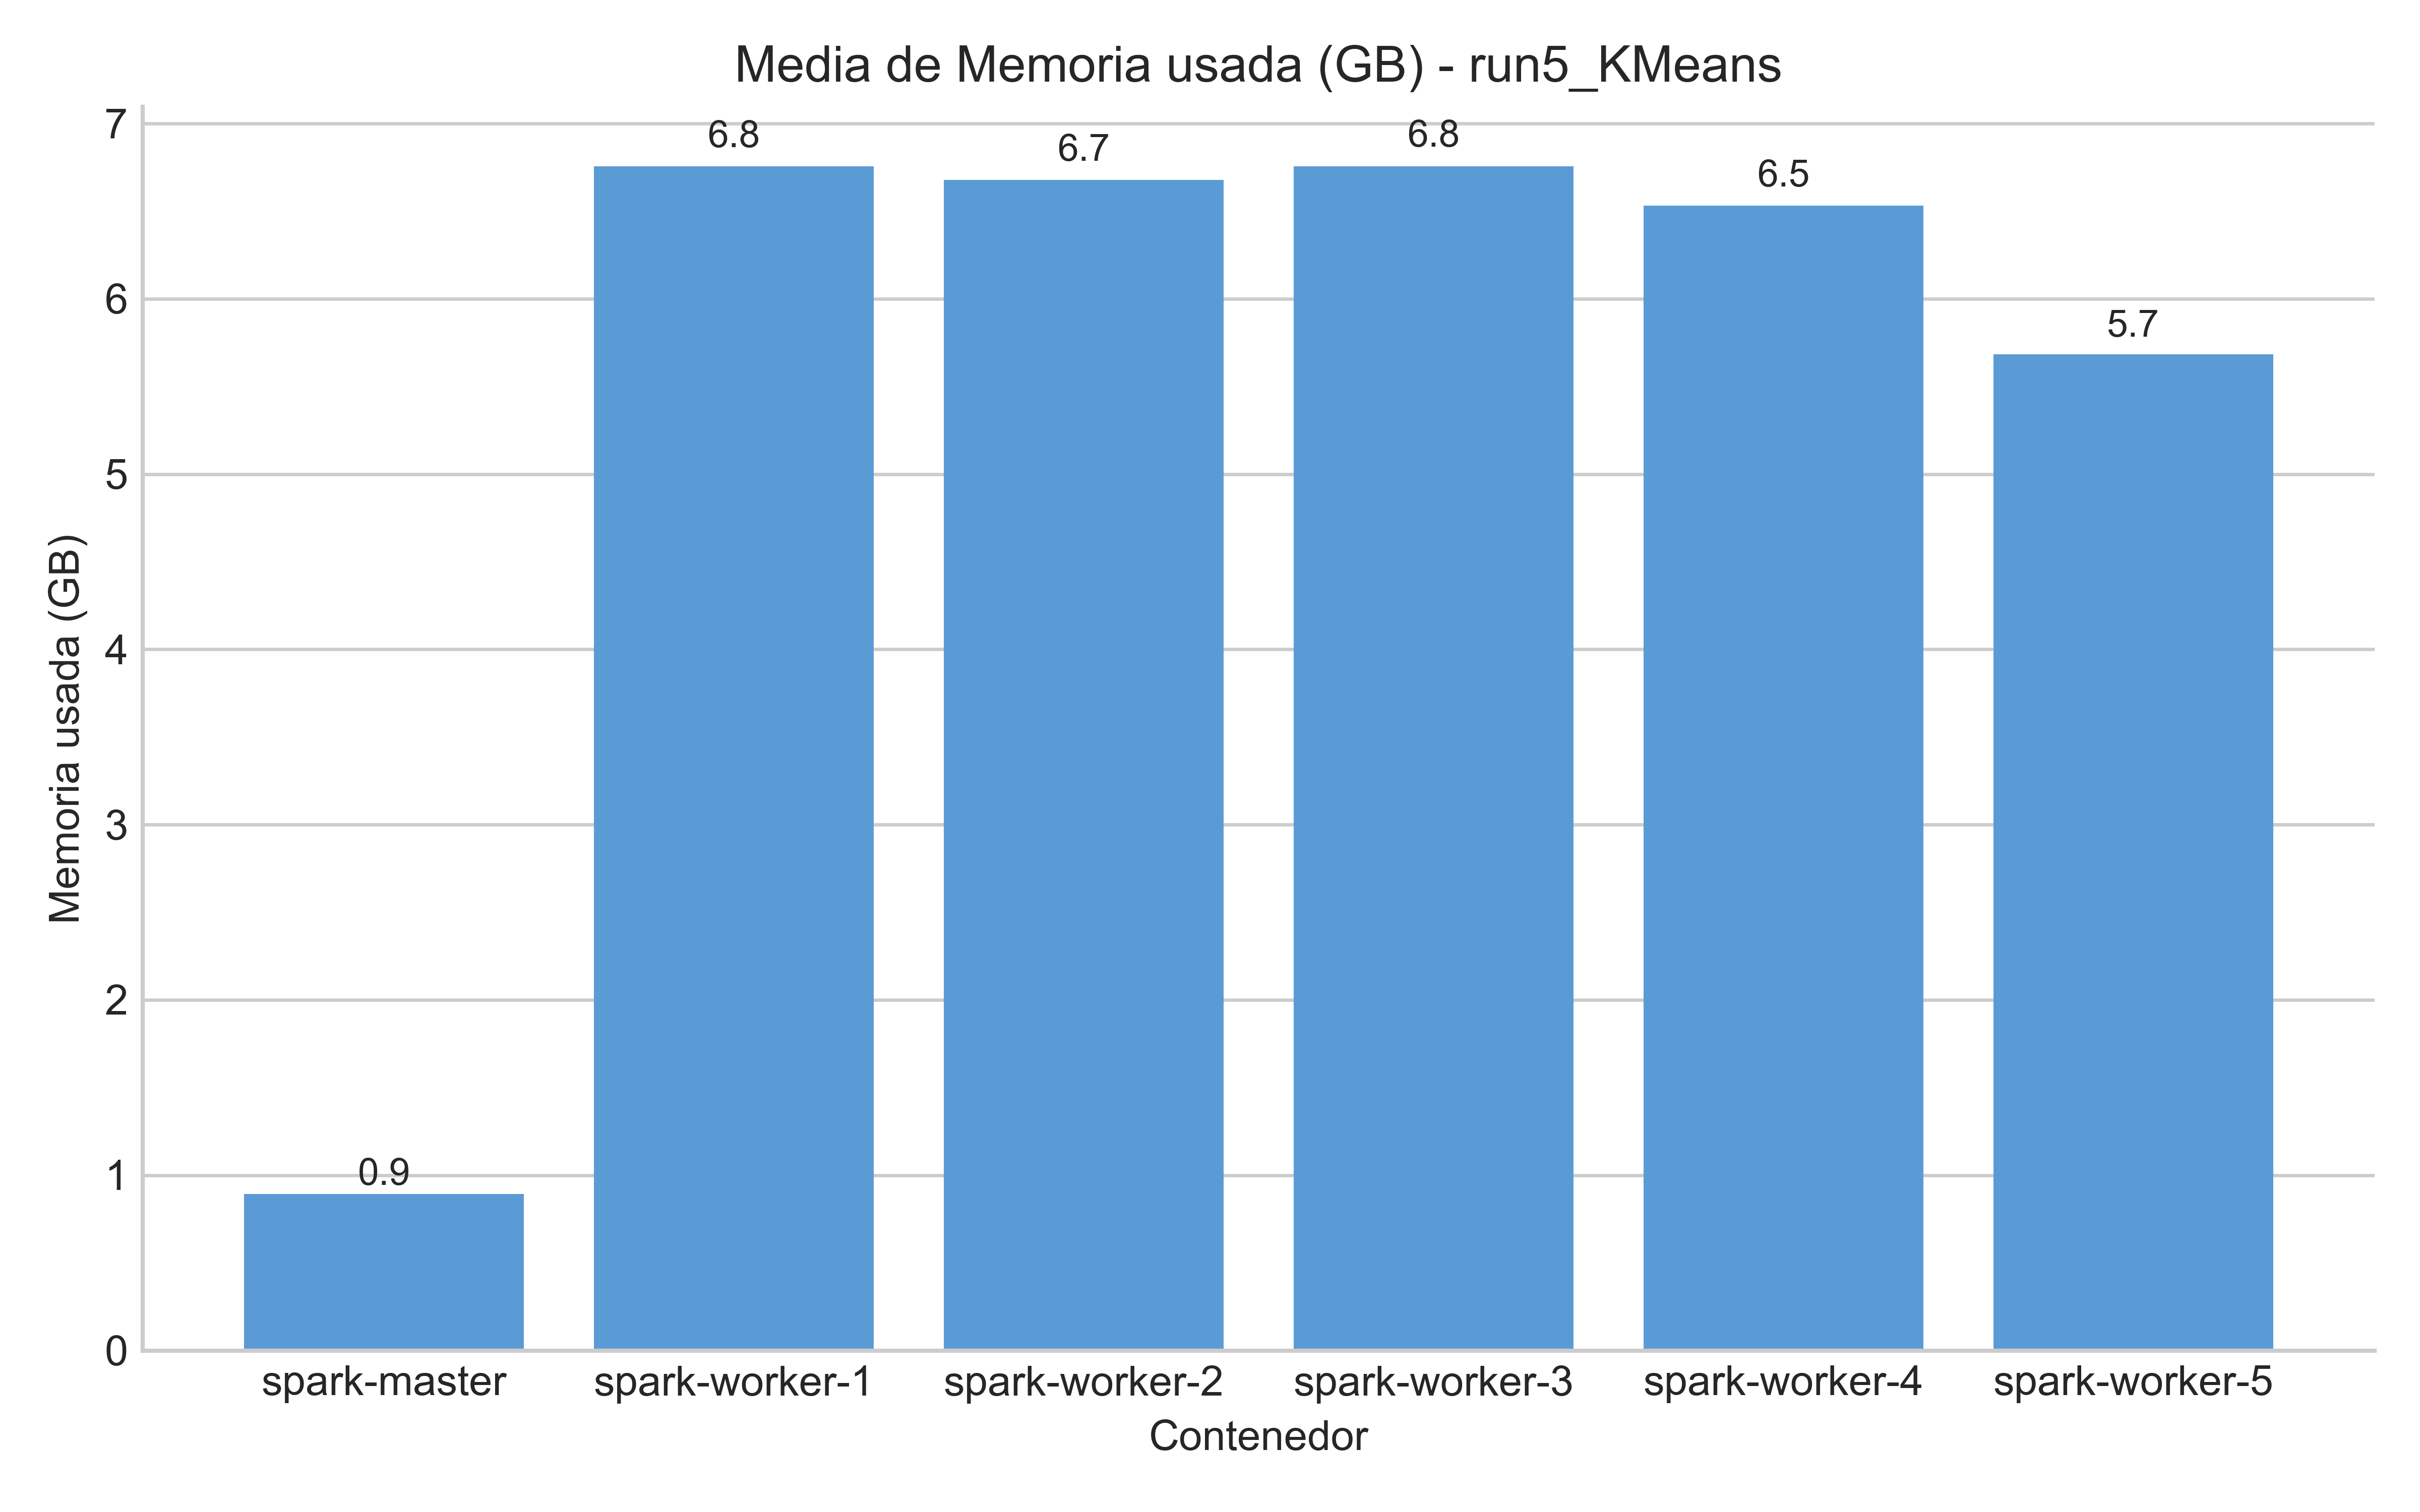 Media de Memoria usada (GB) - run5_KMeans
7
6
5
4
3
2
1
0
Memoria usada (GB)
0.9
6.8
6.7
6.8
6.5
5.7
spark-master
spark-worker-1
spark-worker-2
spark-worker-3
spark-worker-4
spark-worker-5
Contenedor